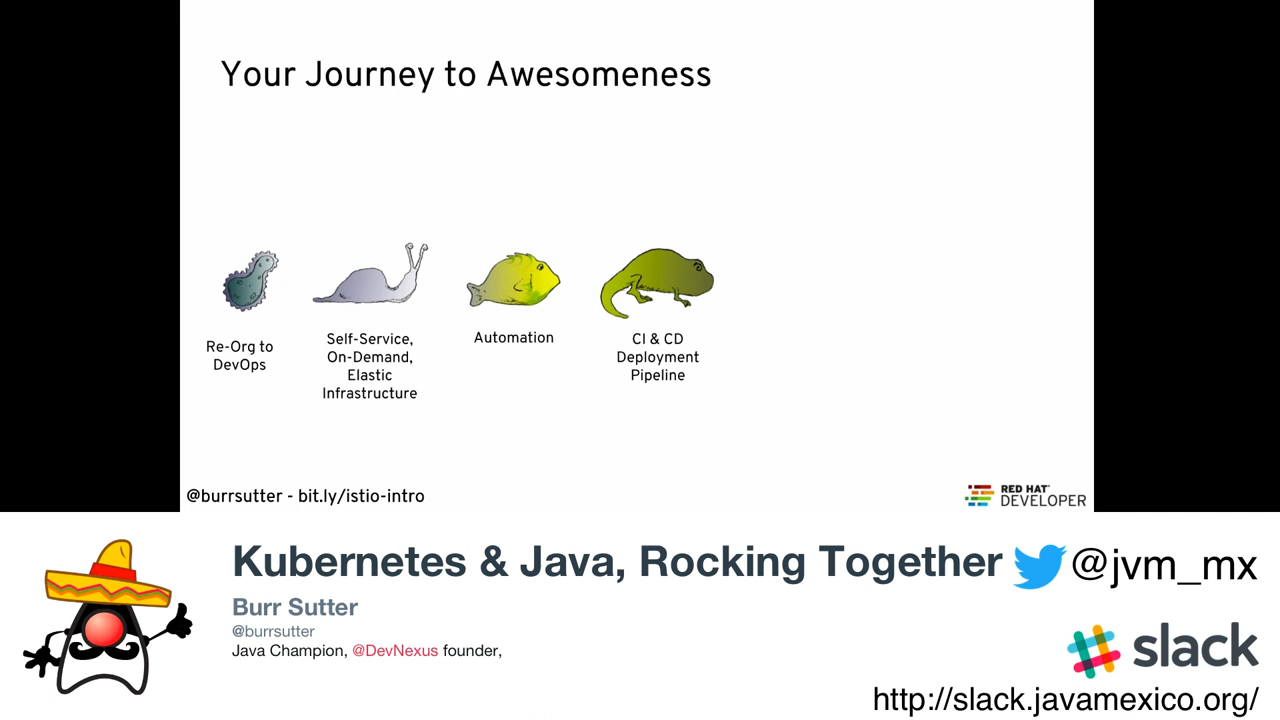 Your Journey to Awesomeness
Re-Org to
DevOps
Self-Service,
On-Demand,
Elastic
Infrastructure
Automation
CI & CD
Deployment
Pipeline
@burrsutter - bit.ly/istio-intro
RED HAT®
DEVELOPER
Kubernetes & Java, Rocking Together
@jvm_mx
Burr Sutter
@burrsutter
Java Champion, @DevNexus founder,
slack
http://slack.javamexico.org/